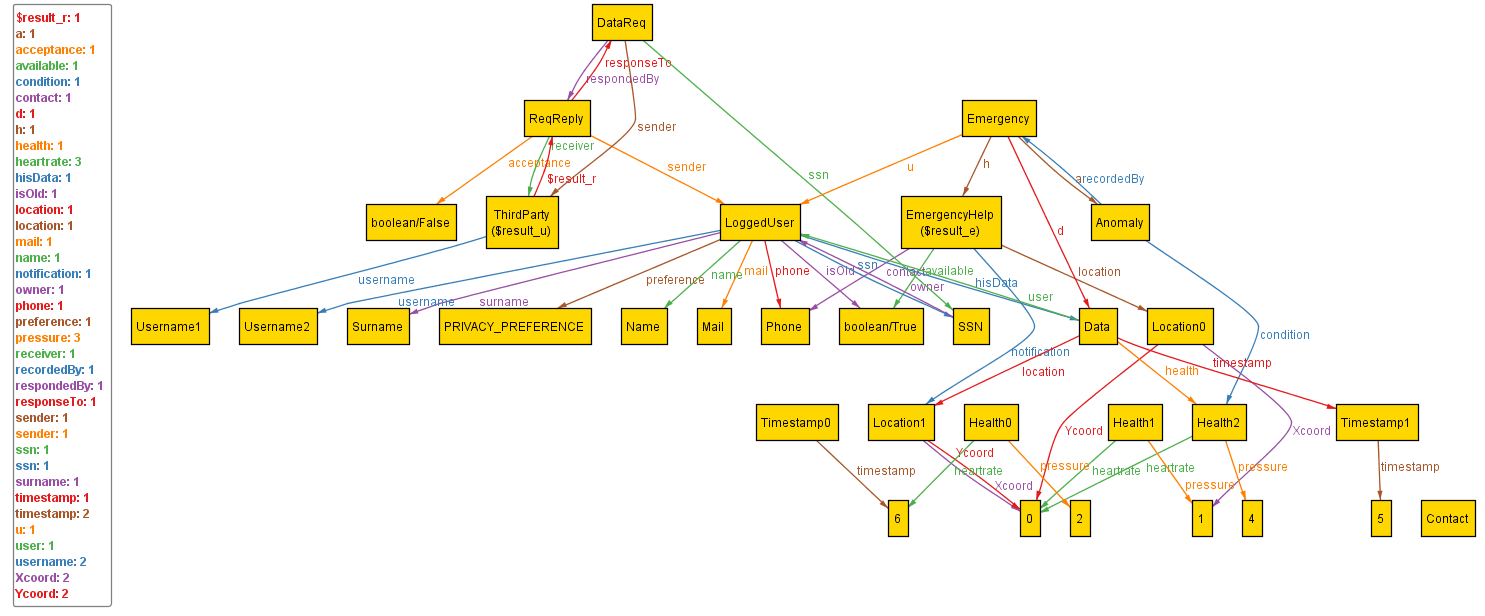 $result_r: 1
a: 1
acceptance: 1
available: 1
condition: 1
contact: 1
d: 1
h: 1
health: 1
heartrate: 3
hisData: 1
isOld: 1
location: 1
location: 1
mail: 1
name: 1
notification: 1
owner: 1
phone: 1
preference: 1
pressure: 3
receiver: 1
recordedBy: 1
respondedBy: 1
responseTo: 1
sender: 1
sender: 1
ssn: 1
ssn: 1
surname: 1
timestamp: 1
timestamp: 2
u: 1
user: 1
username: 2
Xcoord: 2
Ycoord: 2
DataReq
responseTo
respondedBy
ReqReply
Emergency
sender
receiver
acceptance
sender
u
h
ssn
$result_r
a
recordedBy
boolean/False
ThirdParty
($result_u)
LoggedUser
EmergencyHelp
($result_e)
Anomaly
d
username
preference
name
mail
phone
isOld
ssn
contact
available
location
hisData
owner
user
username
surname
Username1
Username2
Surname
PRIVACY_PREFERENCE
Name
Mail
Phone
boolean/True
SSN
Data
Location0
condition
notification
location
health
timestamp
Timestamp0
Location1
Health0
Health1
Health2
Timestamp1
Ycoord
Xcoord
Ycoord
timestamp
heartrate
pressure
heartrate
heartrate
pressure
timestamp
Xcoord
pressure
6
0
2
1
4
5
Contact